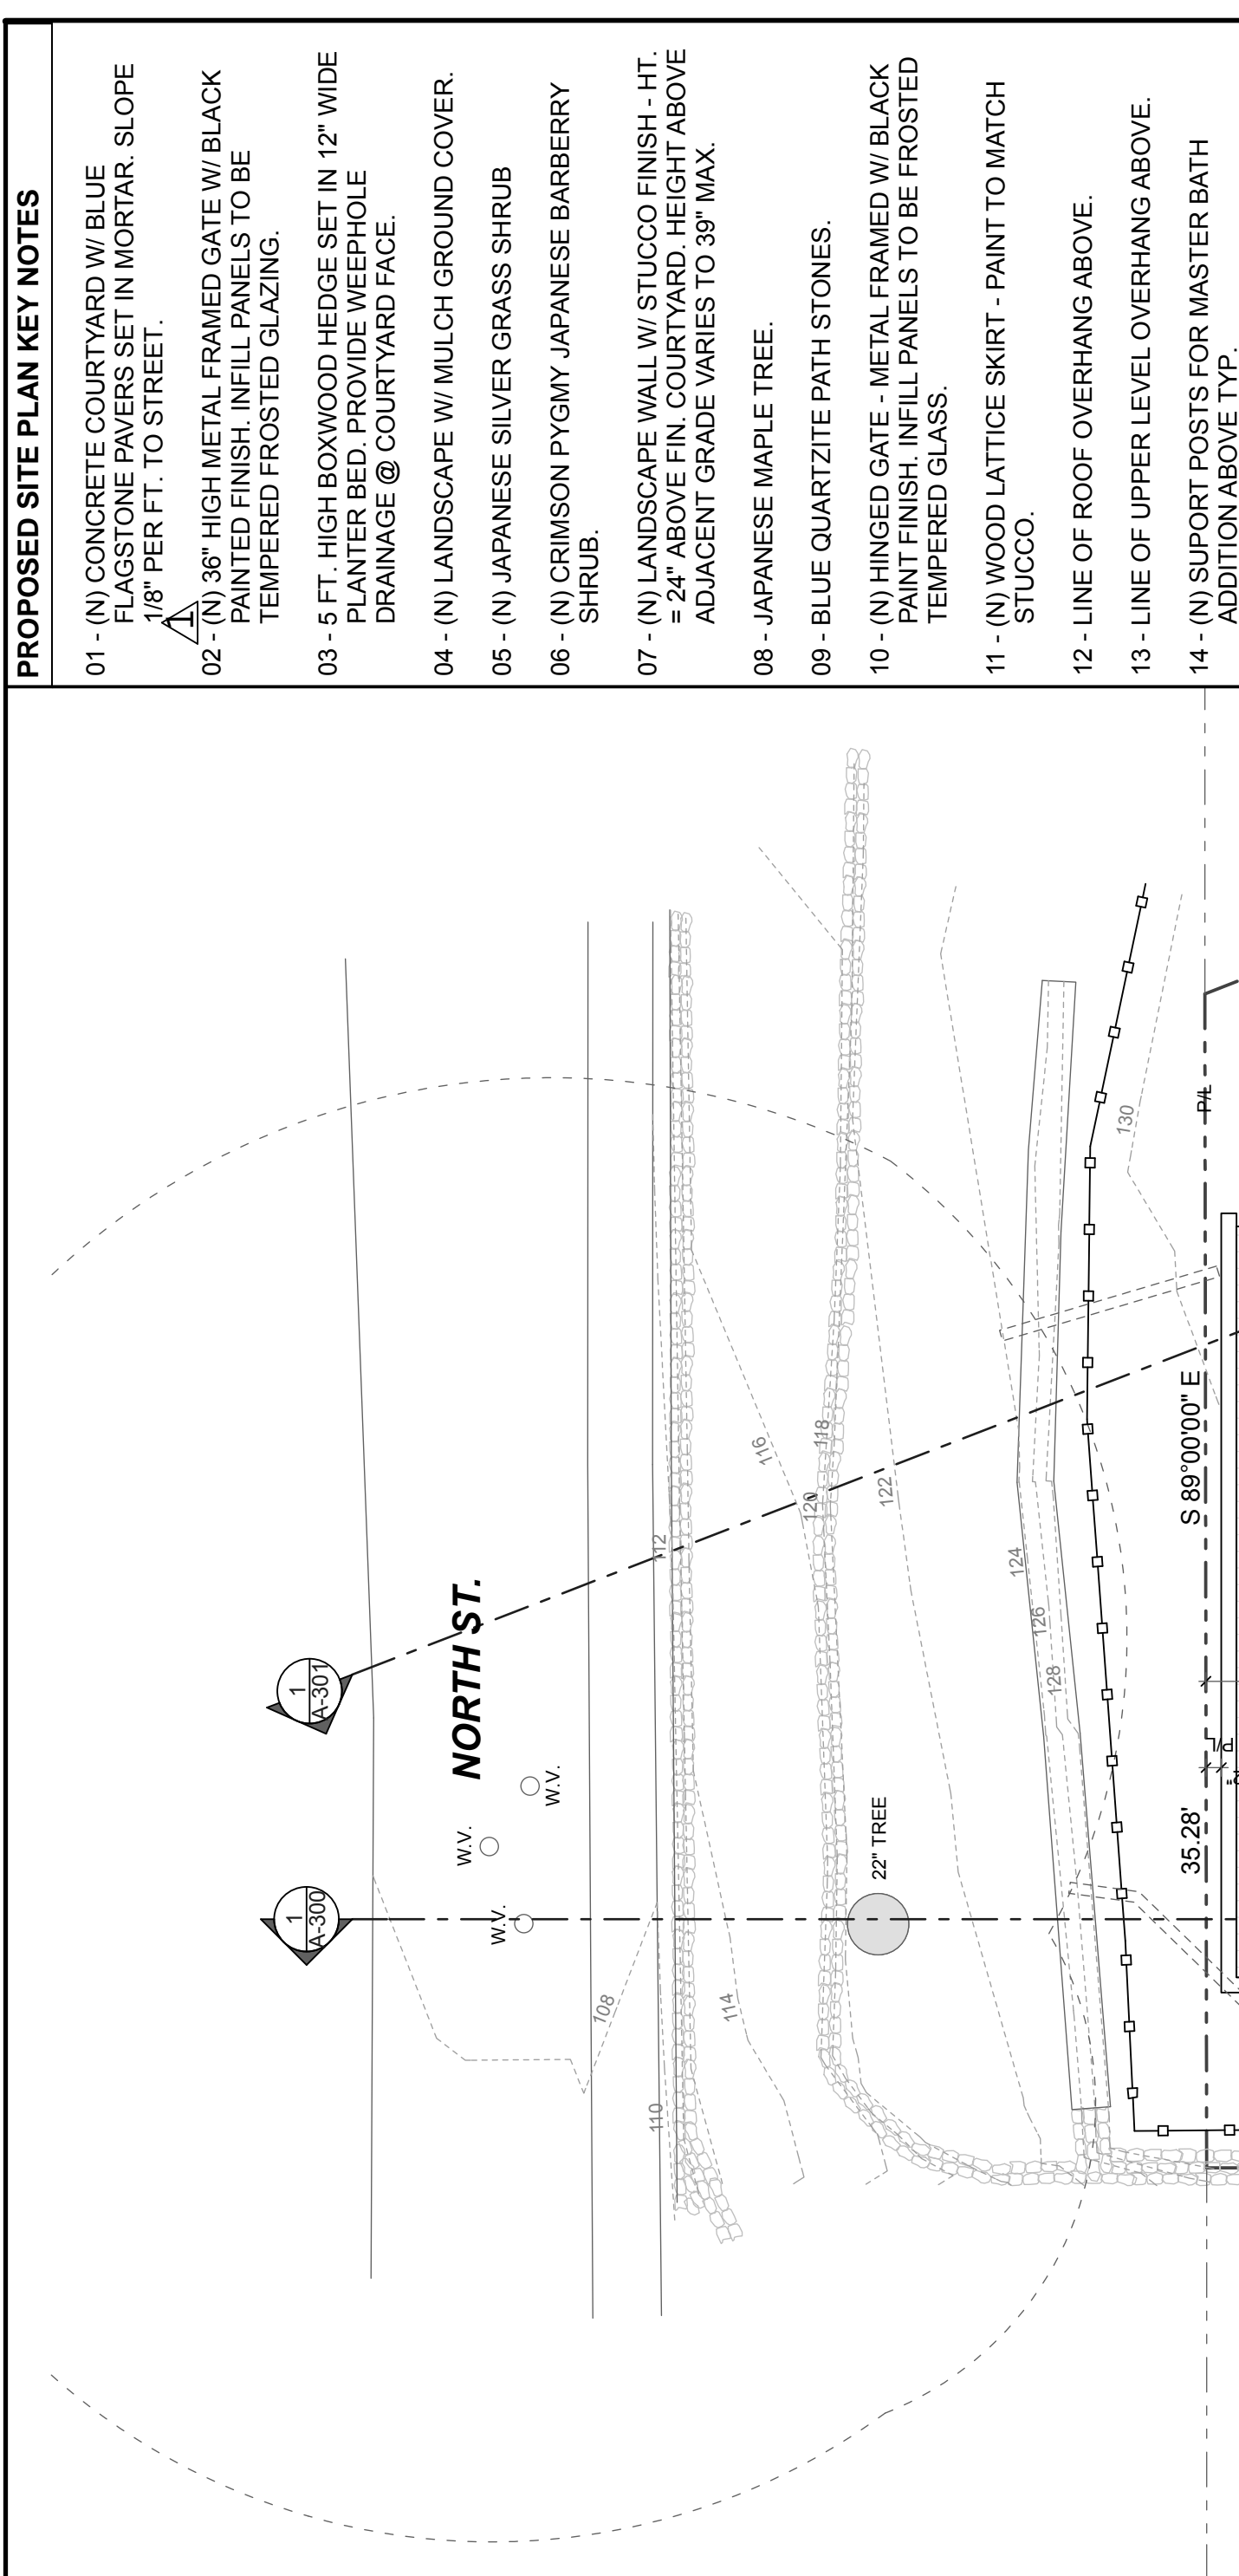 PROPOSED SITE PLAN KEY NOTES
01 - (N) CONCRETE COURTYARD W/ BLUE
FLAGSTONE PAVERS SET IN MORTAR. SLOPE
1/8" PER FT. TO STREET.
1
02 - (N) 36" HIGH METAL FRAMED GATE W/ BLACK
PAINTED FINISH. INFILL PANELS TO BE
TEMPERED FROSTED GLAZING.
03 - 5 FT. HIGH BOXWOOD HEDGE SET IN 12" WIDE
PLANTER BED. PROVIDE WEEPHOLE
DRAINAGE @ COURTYARD FACE.
04 - (N) LANDSCAPE W/ MULCH GROUND COVER.
05 - (N) JAPANESE SILVER GRASS SHRUB
06 - (N) CRIMSON PYGMY JAPANESE BARBERRY
SHRUB.
07 - (N) LANDSCAPE WALL W/ STUCCO FINISH - HT.
= 24" ABOVE FIN. COURTYARD. HEIGHT ABOVE
ADJACENT GRADE VARIES TO 39" MAX.
08 - JAPANESE MAPLE TREE.
09 - BLUE QUARTZITE PATH STONES.
10 - (N) HINGED GATE - METAL FRAMED W/ BLACK
PAINT FINISH. INFILL PANELS TO BE FROSTED
TEMPERED GLASS.
11 - (N) WOOD LATTICE SKIRT - PAINT TO MATCH
STUCCO.
12 - LINE OF ROOF OVERHANG ABOVE.
13 - LINE OF UPPER LEVEL OVERHANG ABOVE.
14 - (N) SUPORT POSTS FOR MASTER BATH
ADDITION ABOVE TYP.
1
A-301
1
A-300
NORTH ST.
W.V.
W.V.
W.V.
108
110
112
114
116
118
120
122
124
126
128
130
22" TREE
P/L
S 89°00'00" E
35.28'
P/L